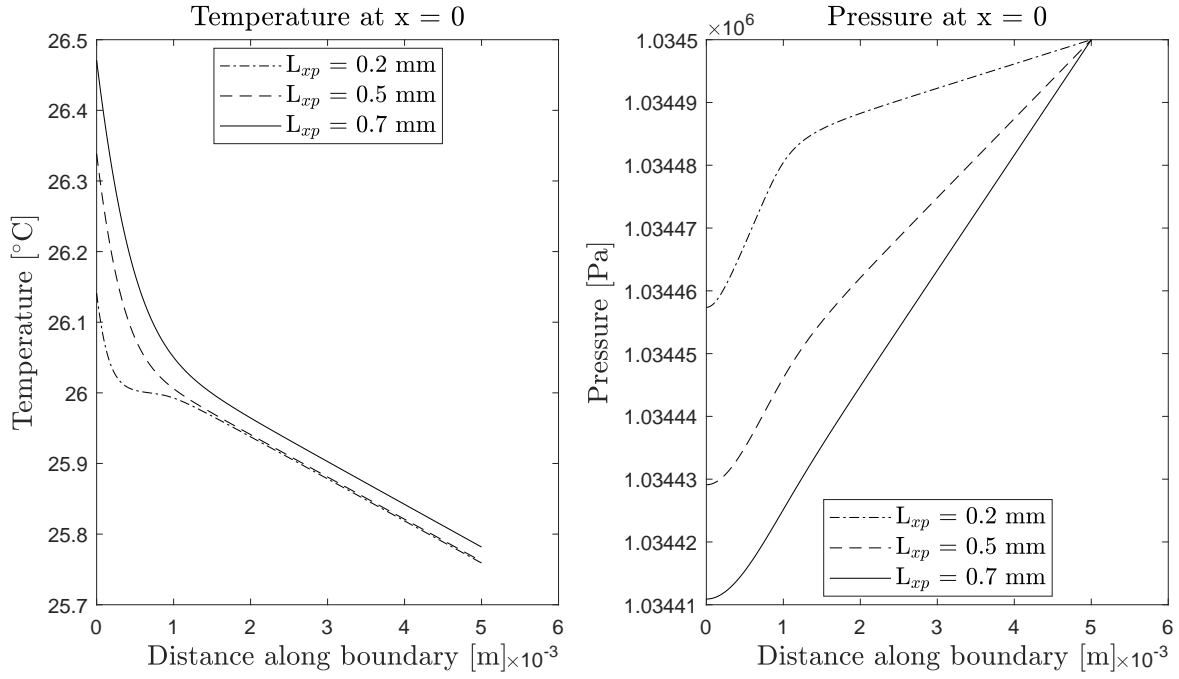 Temperature at x = 0
26.5
26.4
26.3
26.2
26.1
26
25.9
25.8
25.7
Temperature [°C]
L_xp = 0.2 mm
L_xp = 0.5 mm
L_xp = 0.7 mm
0 1 2 3 4 5 6
Distance along boundary [m] ×10^-3
Pressure at x = 0
×10^6
1.0345
1.03449
1.03448
1.03447
1.03446
1.03445
1.03444
1.03443
1.03442
1.03441
Pressure [Pa]
L_xp = 0.2 mm
L_xp = 0.5 mm
L_xp = 0.7 mm
0 1 2 3 4 5 6
Distance along boundary [m] ×10^-3